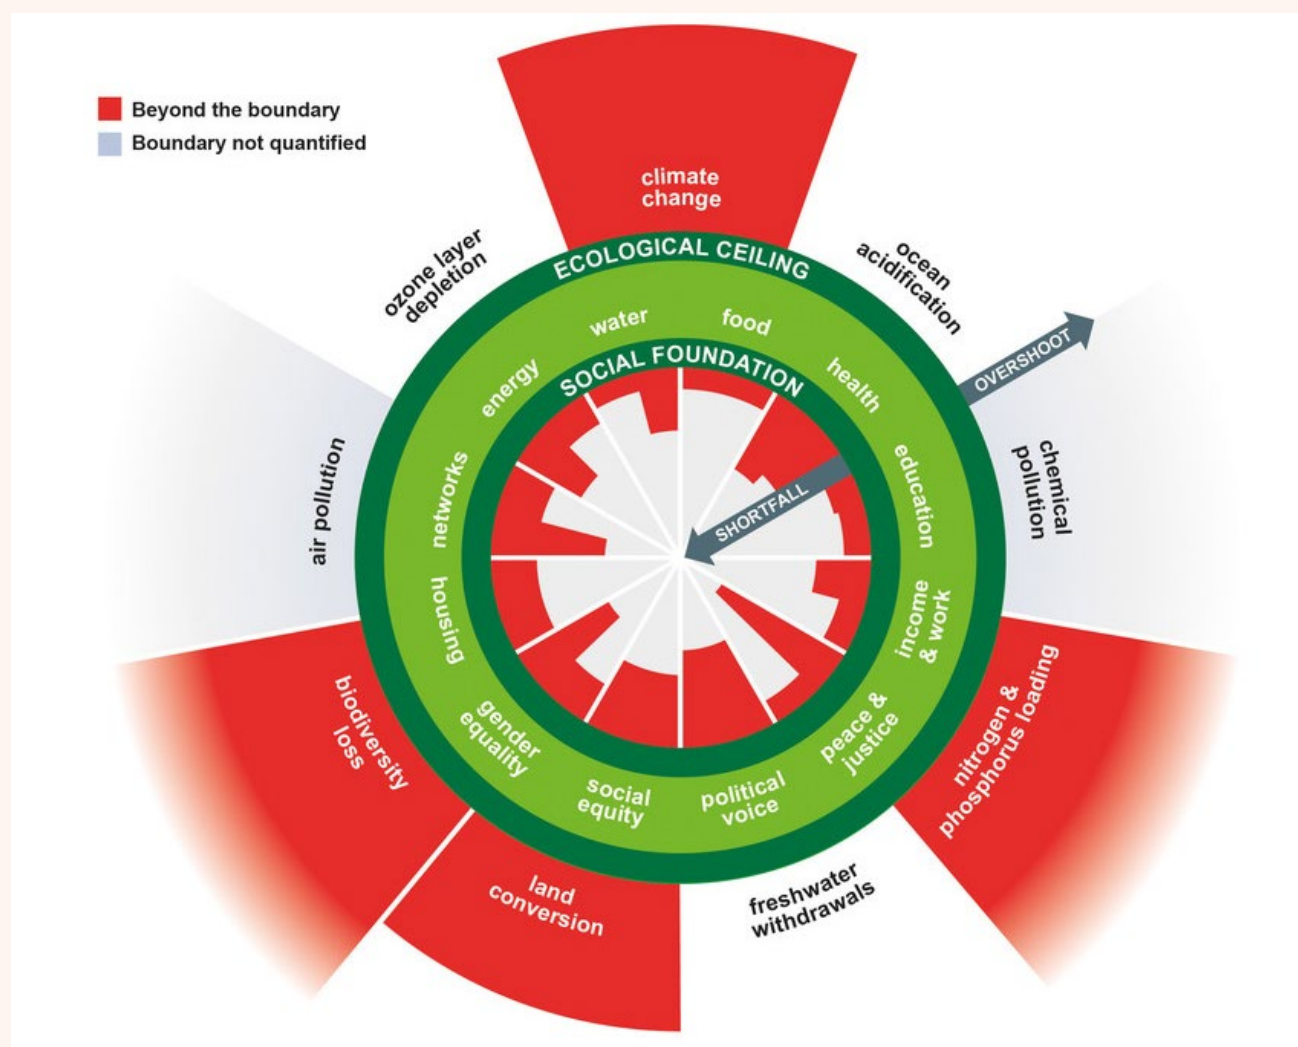 Beyond the boundary
Boundary not quantified
climate
change
ECOLOGICAL CEILING
ozone layer
depletion
ocean
acidification
water
food
SOCIAL FOUNDATION
energy
health
OVERSHOOT
networks
education
air pollution
chemical
pollution
SHORTFALL
housing
income
& work
biodiversity
loss
gender
equality
peace &
justice
nitrogen &
phosphorus loading
social
equity
political
voice
land
conversion
freshwater
withdrawals